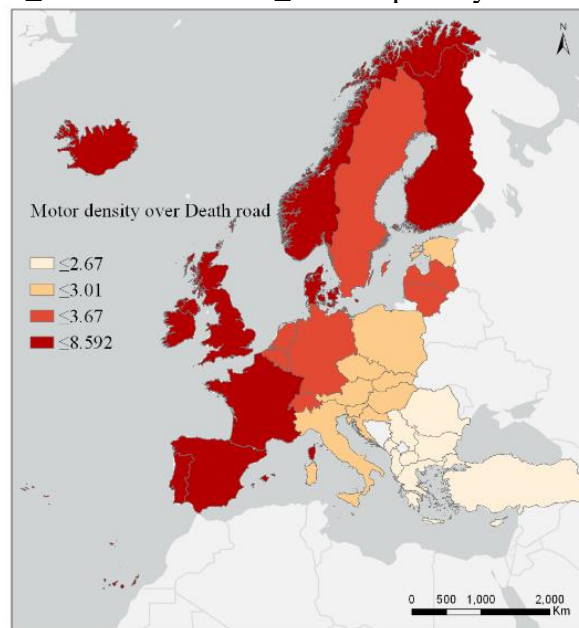 N
Motor density over Death road
≤2.67
≤3.01
≤3.67
≤8.592
0 500 1,000 2,000
Km